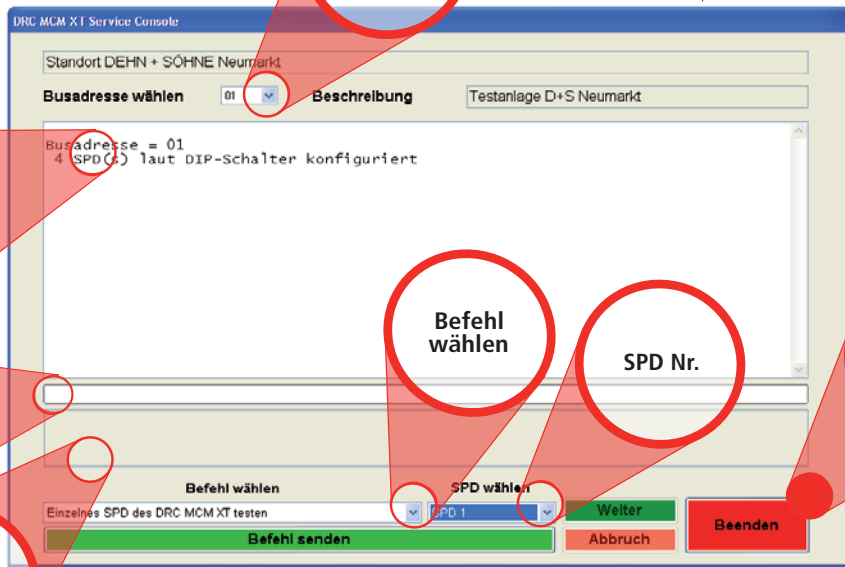 DRC MCM XT Service Console
Standort DEHN + SÖHNE Neumarkt
Busadresse wählen 01 Beschreibung Testanlage D+S Neumarkt
Busadresse = 01
4 SPD(s) laut DIP-Schalter konfiguriert
Befehl
wählen
SPD Nr.
Befehl wählen SPD wählen
Einzelnes SPD des DRC MCM XT testen SPD 1 Weiter
Beenden
Befehl senden Abbruch